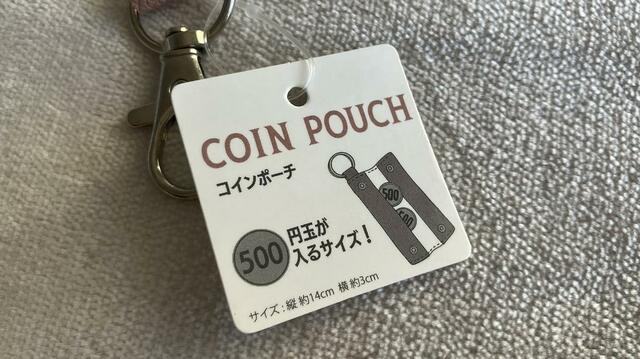 COIN POUCH
コインポーチ
500
500
500
円玉が
入るサイズ!
サイズ:縦 約14cm 横 約3cm